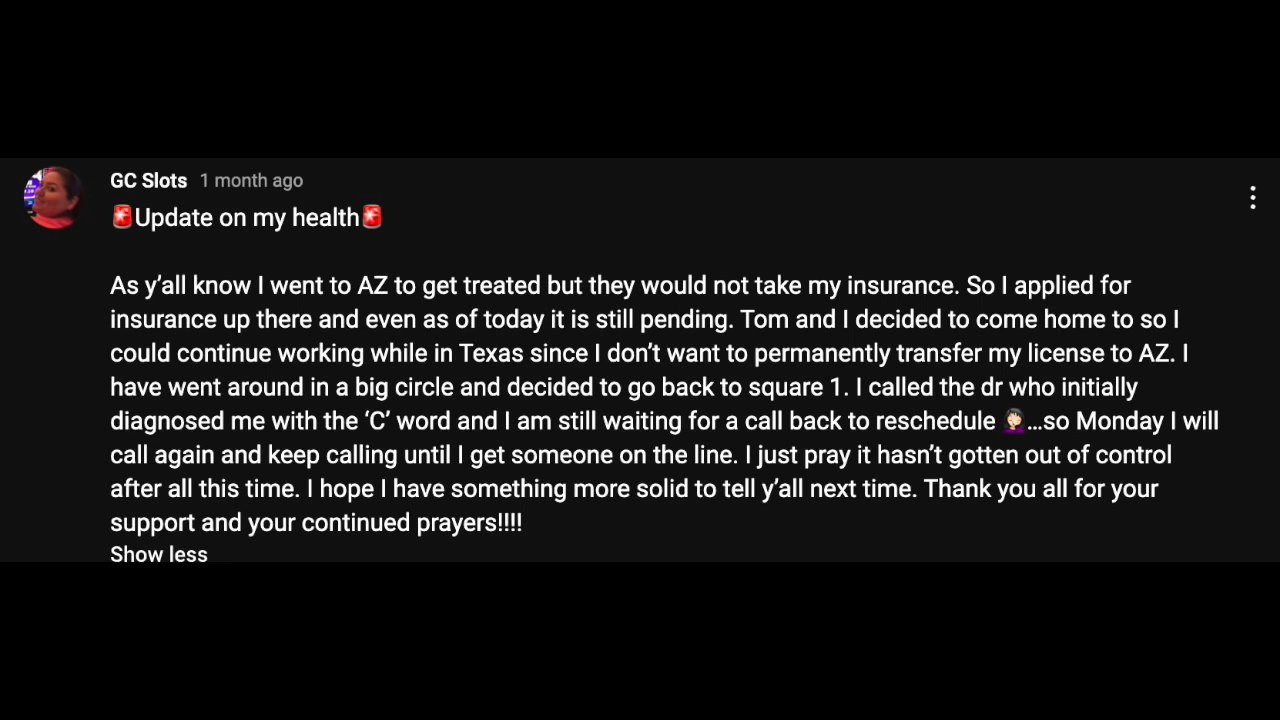 GC Slots 1 month ago
🚨Update on my health🚨
As y’all know I went to AZ to get treated but they would not take my insurance. So I applied for
insurance up there and even as of today it is still pending. Tom and I decided to come home to so I
could continue working while in Texas since I don’t want to permanently transfer my license to AZ. I
have went around in a big circle and decided to go back to square 1. I called the dr who initially
diagnosed me with the ‘C’ word and I am still waiting for a call back to reschedule 🤦🏻‍♀️…so Monday I will
call again and keep calling until I get someone on the line. I just pray it hasn’t gotten out of control
after all this time. I hope I have something more solid to tell y’all next time. Thank you all for your
support and your continued prayers!!!!
Show less